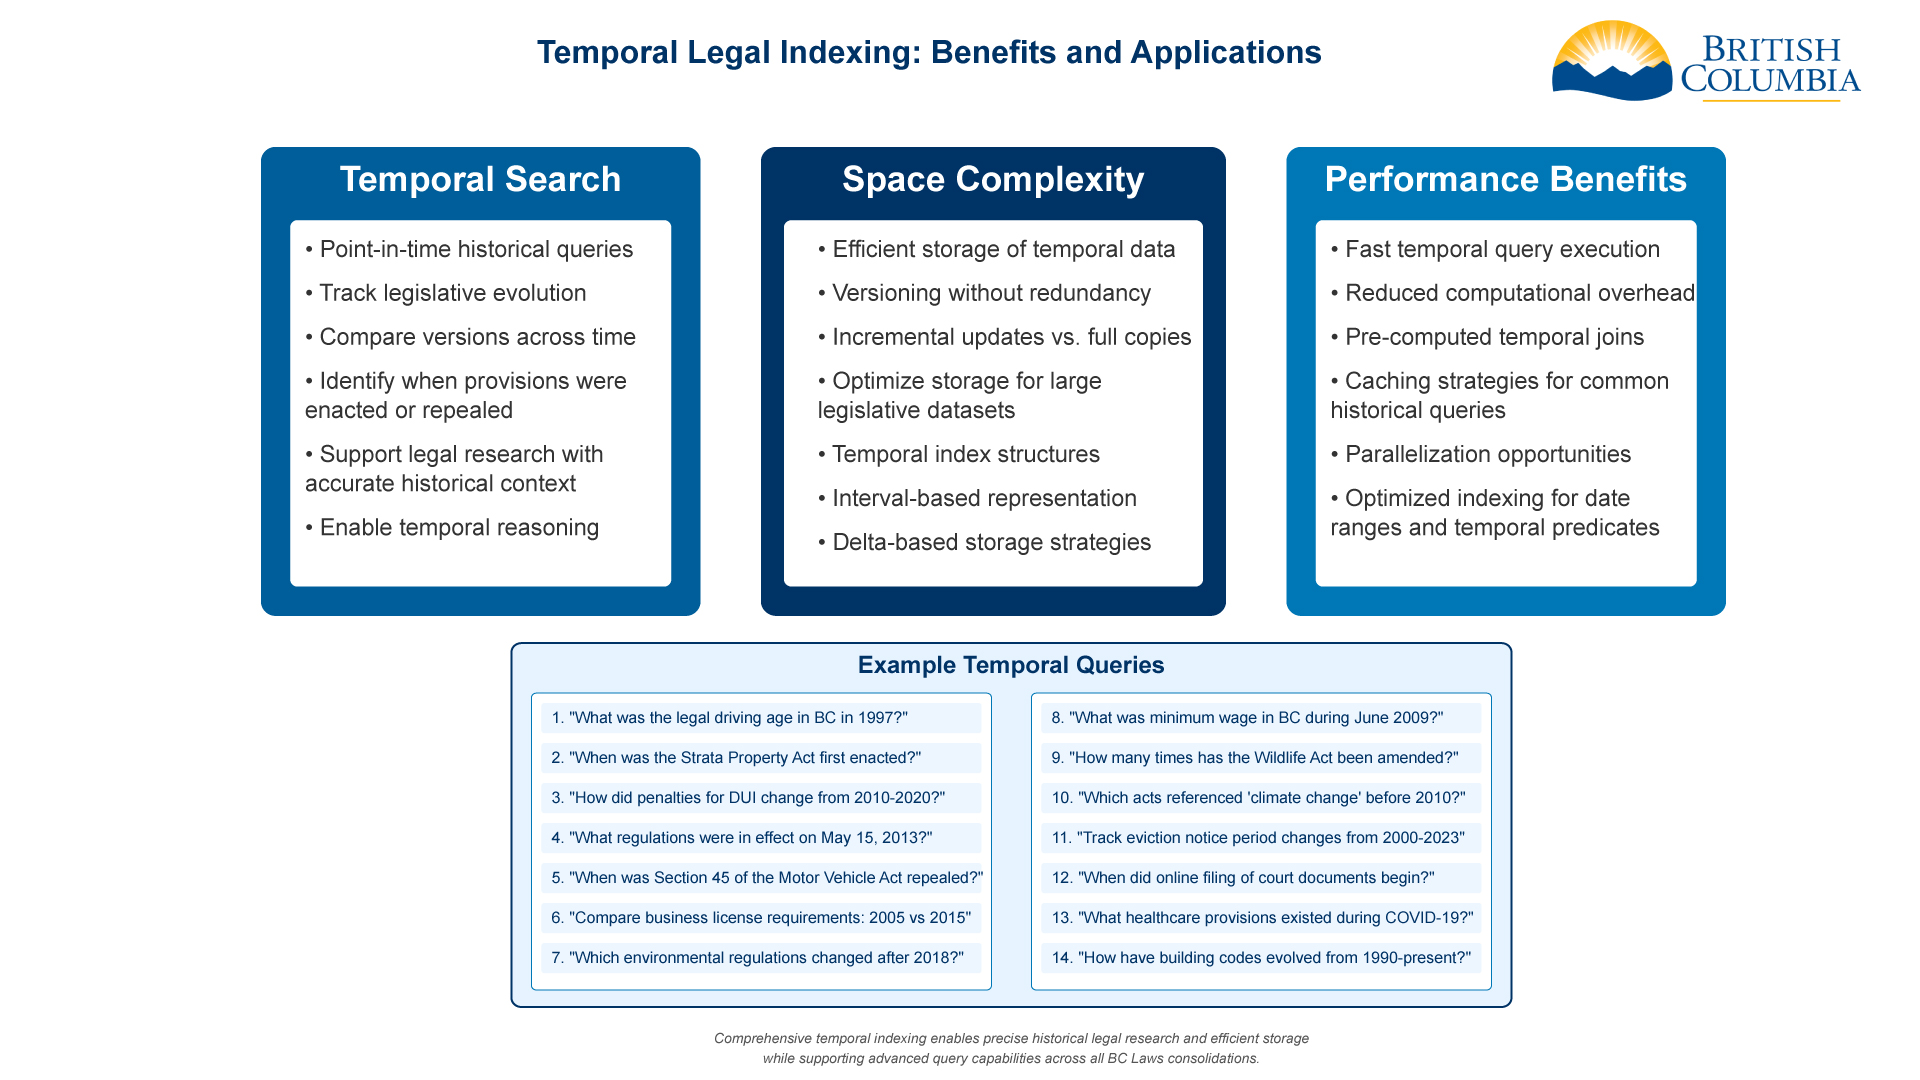 Temporal Legal Indexing: Benefits and Applications
BRITISH
COLUMBIA
Temporal Search
• Point-in-time historical queries
• Track legislative evolution
• Compare versions across time
• Identify when provisions were
enacted or repealed
• Support legal research with
accurate historical context
• Enable temporal reasoning
Space Complexity
• Efficient storage of temporal data
• Versioning without redundancy
• Incremental updates vs. full copies
• Optimize storage for large
legislative datasets
• Temporal index structures
• Interval-based representation
• Delta-based storage strategies
Performance Benefits
• Fast temporal query execution
• Reduced computational overhead
• Pre-computed temporal joins
• Caching strategies for common
historical queries
• Parallelization opportunities
• Optimized indexing for date
ranges and temporal predicates
Example Temporal Queries
1. "What was the legal driving age in BC in 1997?"
2. "When was the Strata Property Act first enacted?"
3. "How did penalties for DUI change from 2010-2020?"
4. "What regulations were in effect on May 15, 2013?"
5. "When was Section 45 of the Motor Vehicle Act repealed?"
6. "Compare business license requirements: 2005 vs 2015"
7. "Which environmental regulations changed after 2018?"
8. "What was minimum wage in BC during June 2009?"
9. "How many times has the Wildlife Act been amended?"
10. "Which acts referenced 'climate change' before 2010?"
11. "Track eviction notice period changes from 2000-2023"
12. "When did online filing of court documents begin?"
13. "What healthcare provisions existed during COVID-19?"
14. "How have building codes evolved from 1990-present?"
Comprehensive temporal indexing enables precise historical legal research and efficient storage
while supporting advanced query capabilities across all BC Laws consolidations.